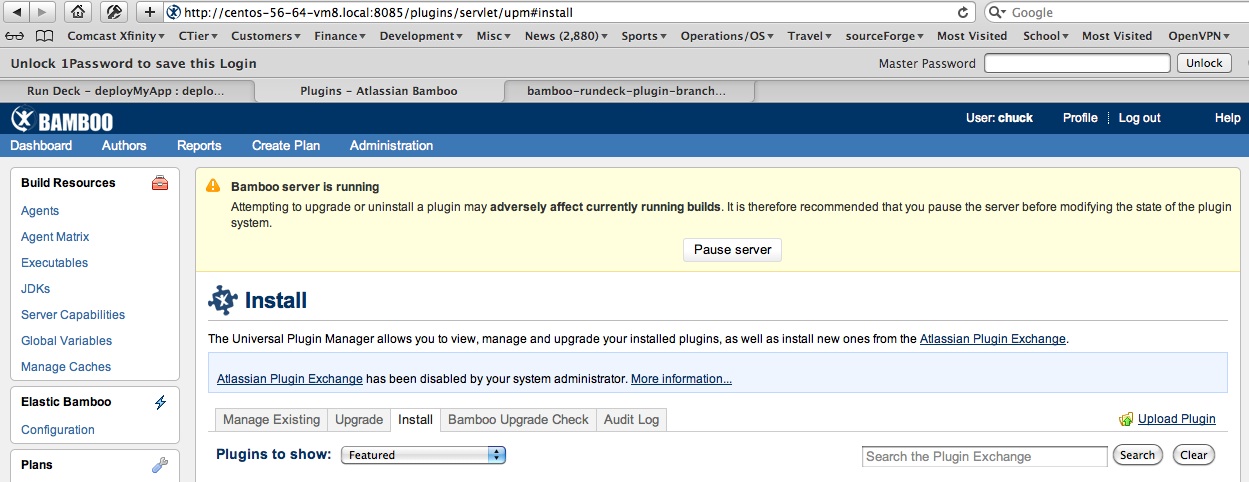 http://centos-56-64-vm8.local:8085/plugins/servlet/upm#install
Google
Comcast Xfinity CTier Customers Finance Development Misc News (2,880) Sports Operations/OS Travel sourceForge Most Visited School Most Visited OpenVPN
Unlock 1Password to save this Login
Master Password
Unlock
Run Deck - deployMyApp : deplo...
Plugins - Atlassian Bamboo
bamboo-rundeck-plugin-branch...
BAMBOO
User: chuck Profile Log out Help
Dashboard Authors Reports Create Plan Administration
Build Resources
Agents
Agent Matrix
Executables
JDKs
Server Capabilities
Global Variables
Manage Caches
Elastic Bamboo
Configuration
Plans
Bamboo server is running
Attempting to upgrade or uninstall a plugin may adversely affect currently running builds. It is therefore recommended that you pause the server before modifying the state of the plugin
system.
Pause server
Install
The Universal Plugin Manager allows you to view, manage and upgrade your installed plugins, as well as install new ones from the Atlassian Plugin Exchange.
Atlassian Plugin Exchange has been disabled by your system administrator. More information...
Manage Existing Upgrade Install Bamboo Upgrade Check Audit Log
Upload Plugin
Plugins to show: Featured
Search the Plugin Exchange
Search
Clear